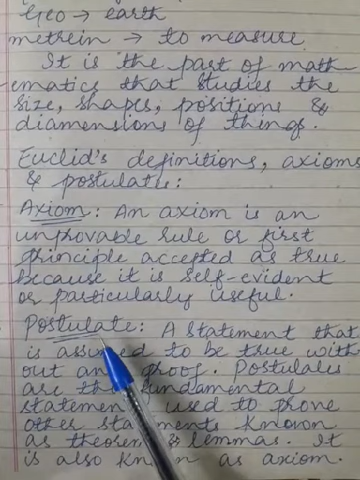 Geo → earth
metrein → to measure
It is the part of math-
ematics that studies the
size, shapes, positions &
diamensions of things.
Euclid's definitions, axioms
& postulates:
Axiom: An axiom is an
unprovable rule or first
principle accepted as true
because it is self-evident
or particularly useful.
Postulate: A statement that
is assumed to be true with-
out any proof. Postulates
are the fundamental
statement used to prone
other statements known
as theorem & lemmas. It
is also known as axiom.